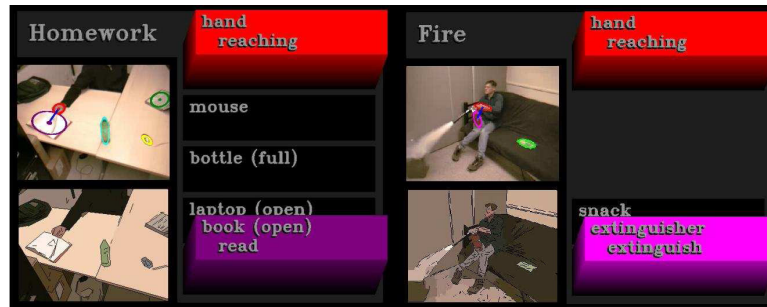 Homework
hand
reaching
mouse
bottle (full)
laptop (open)
book (open)
read
Fire
hand
reaching
snack
extinguisher
extinguish